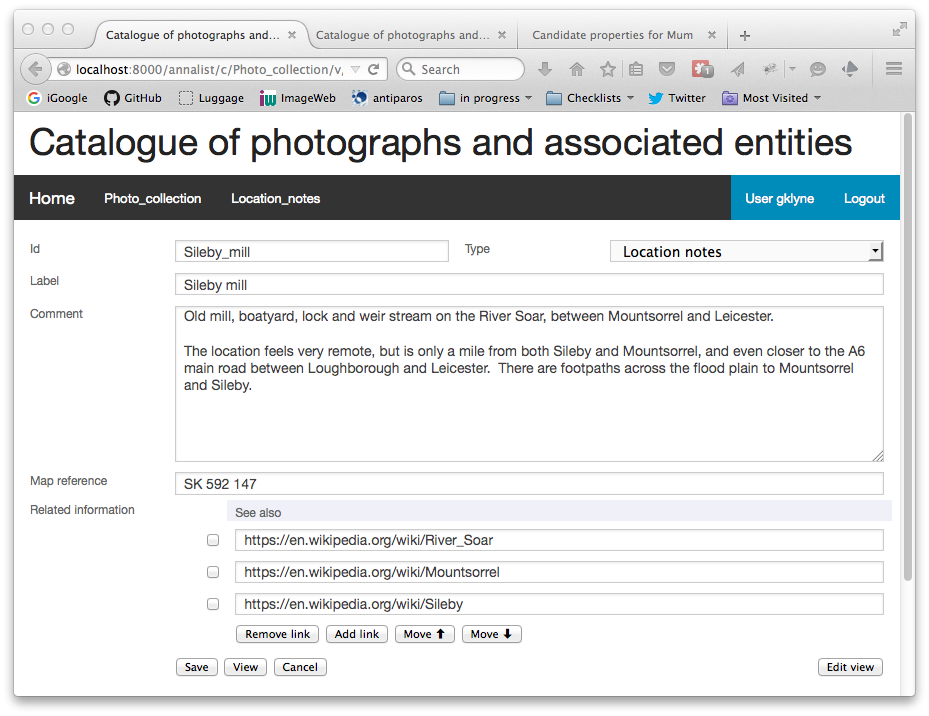 Catalogue of photographs and... × Catalogue of photographs and... × Candidate properties for Mum × +
localhost:8000/annalist/c/Photo_collection/v, Search 1
iGoogle GitHub Luggage iw ImageWeb antiparos in progress Checklists Twitter Most Visited
Catalogue of photographs and associated entities
Home Photo_collection Location_notes User gklyne Logout
Id Sileby_mill Type Location notes
Label Sileby mill
Comment Old mill, boatyard, lock and weir stream on the River Soar, between Mountsorrel and Leicester.
The location feels very remote, but is only a mile from both Sileby and Mountsorrel, and even closer to the A6
main road between Loughborough and Leicester. There are footpaths across the flood plain to Mountsorrel
and Sileby.
Map reference SK 592 147
Related information See also
https://en.wikipedia.org/wiki/River_Soar
https://en.wikipedia.org/wiki/Mountsorrel
https://en.wikipedia.org/wiki/Sileby
Remove link Add link Move ⬆ Move ⬇
Save View Cancel Edit view